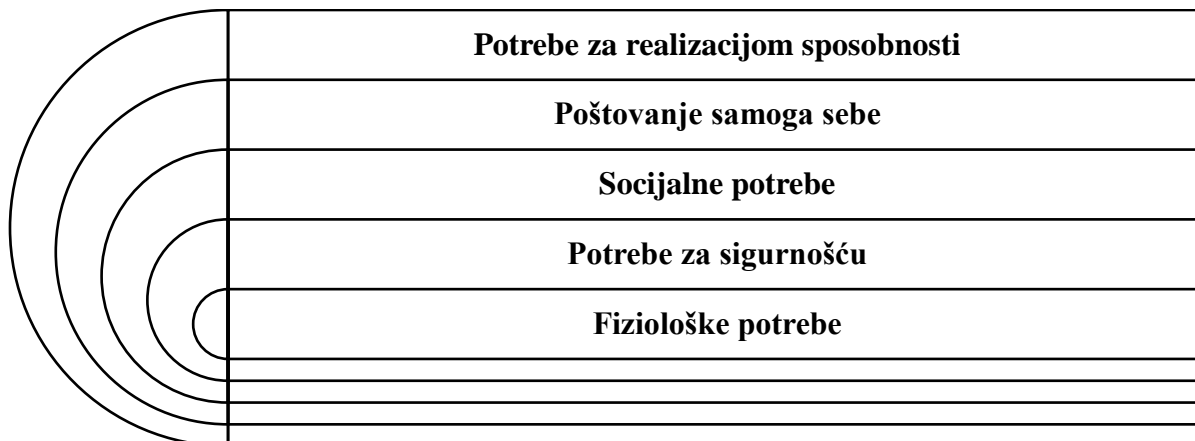 Potrebe za realizacijom sposobnosti
Poštovanje samoga sebe
Socijalne potrebe
Potrebe za sigurnošću
Fiziološke potrebe